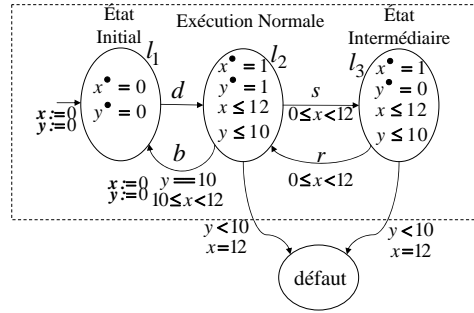 État
Initial
Exécution Normale
État
Intermédiaire
l1
l2
l3
x• = 0
y• = 0
x• = 1
y• = 1
x ≤ 12
y ≤ 10
x• = 1
y• = 0
x ≤ 12
y ≤ 10
d
s
0≤x<12
x:=0
y:=0
b
r
x:=0
y:=0
y==10
10≤x<12
0≤x<12
y<10
x=12
y<10
x=12
défaut